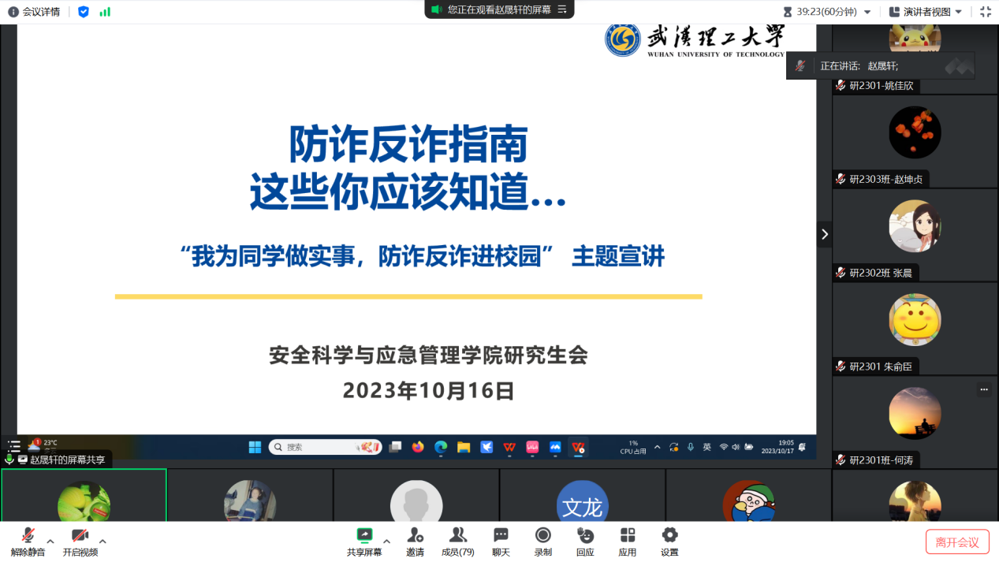 会议详情
您正在观看赵晟轩的屏幕
39:23(60分钟)
演讲者视图
武汉理工大学
WUHAN UNIVERSITY OF TECHNOLOGY
正在讲话: 赵晟轩;
研2301-姚佳欣
防诈反诈指南
这些你应该知道...
“我为同学做实事，防诈反诈进校园” 主题宣讲
安全科学与应急管理学院研究生会
2023年10月16日
研2303班-赵坤贞
研2302班 张晨
研2301 朱俞臣
研2301班-何涛
1
23°C
搜索
1%
CPU占用
英
19:05
2023/10/17
赵晟轩的屏幕共享
文龙
解除静音
开启视频
共享屏幕
邀请
成员(79)
聊天
录制
回应
应用
设置
离开会议